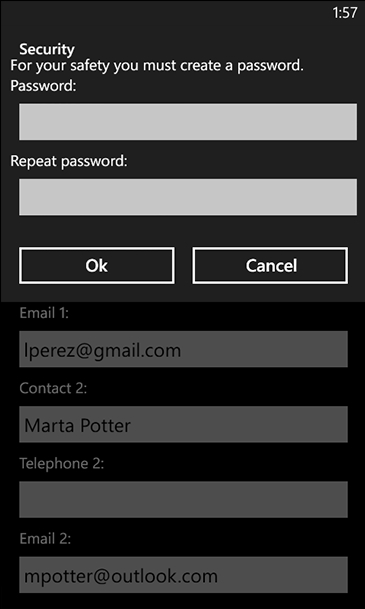 1:57
Security
For your safety you must create a password.
Password:
Repeat password:
Ok Cancel
Email 1:
lperez@gmail.com
Contact 2:
Marta Potter
Telephone 2:
Email 2:
mpotter@outlook.com